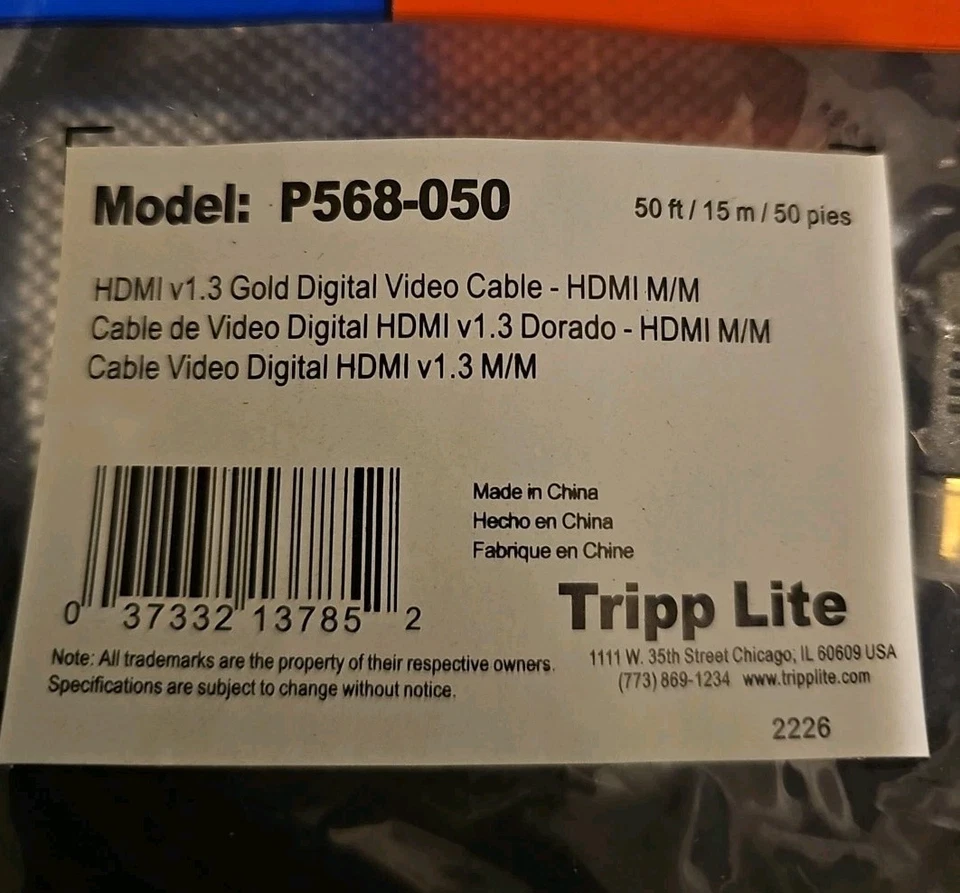 Model: P568-050
50 ft / 15 m / 50 pies
HDMI v1.3 Gold Digital Video Cable - HDMI M/M
Cable de Video Digital HDMI v1.3 Dorado - HDMI M/M
Cable Video Digital HDMI v1.3 M/M
Made in China
Hecho en China
Fabrique en Chine
0 37332 13785 2
Tripp Lite
1111 W. 35th Street Chicago, IL 60609 USA
(773) 869-1234 www.tripplite.com
Note: All trademarks are the property of their respective owners.
Specifications are subject to change without notice.
2226